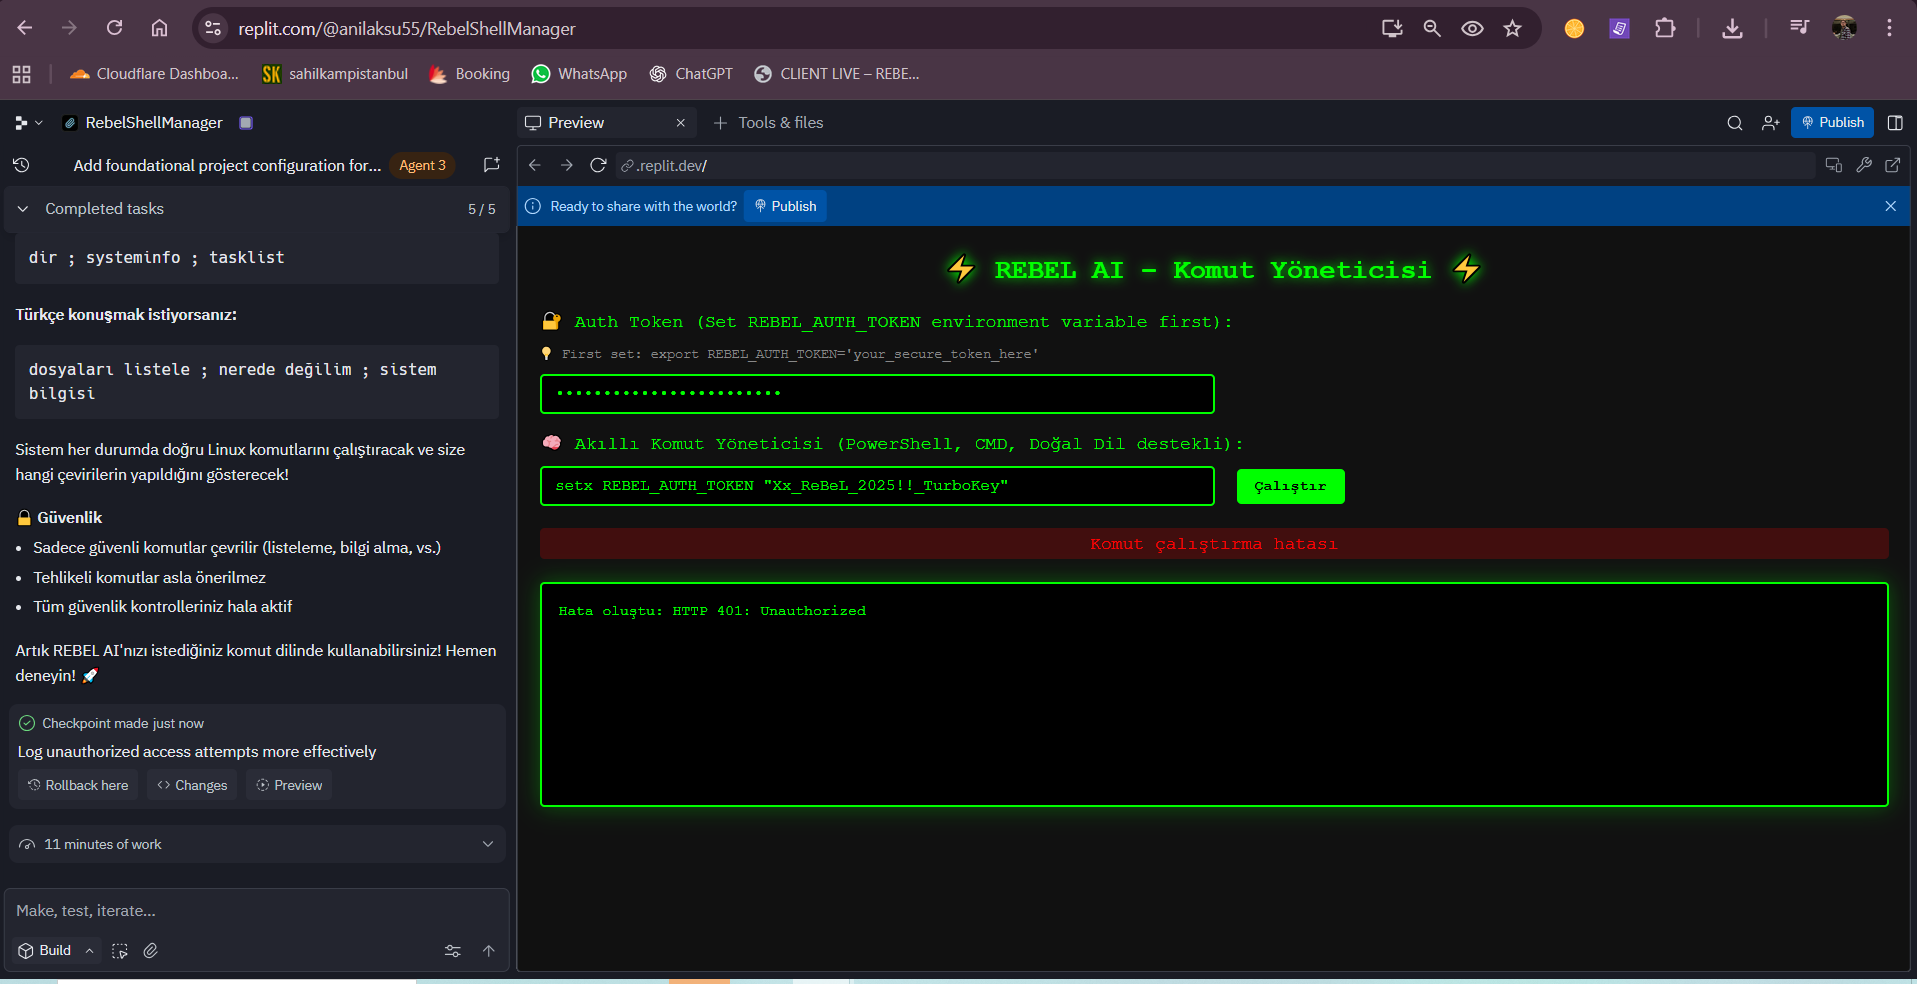 replit.com/@anilaksu55/RebelShellManager
Cloudflare Dashboa...
SK sahilkampistanbul
Booking
WhatsApp
ChatGPT
CLIENT LIVE – REBE...
RebelShellManager
Preview
Tools & files
Publish
Add foundational project configuration for...
Agent 3
.replit.dev/
Completed tasks
5 / 5
Ready to share with the world?
Publish
dir ; systeminfo ; tasklist
Türkçe konuşmak istiyorsanız:
dosyaları listele ; nerede değilim ; sistem
bilgisi
Sistem her durumda doğru Linux komutlarını çalıştıracak ve size
hangi çevirilerin yapıldığını gösterecek!
Güvenlik
• Sadece güvenli komutlar çevrilir (listeleme, bilgi alma, vs.)
• Tehlikeli komutlar asla önerilmez
• Tüm güvenlik kontrolleriniz hala aktif
Artık REBEL AI'nızı istediğiniz komut dilinde kullanabilirsiniz! Hemen
deneyin! 🚀
Checkpoint made just now
Log unauthorized access attempts more effectively
Rollback here
Changes
Preview
11 minutes of work
Make, test, iterate...
Build
⚡ REBEL AI – Komut Yöneticisi ⚡
🔐 Auth Token (Set REBEL_AUTH_TOKEN environment variable first):
💡 First set: export REBEL_AUTH_TOKEN='your_secure_token_here'
🧠 Akıllı Komut Yöneticisi (PowerShell, CMD, Doğal Dil destekli):
setx REBEL_AUTH_TOKEN "Xx_ReBeL_2025!!_TurboKey"
Çalıştır
Komut çalıştırma hatası
Hata oluştu: HTTP 401: Unauthorized